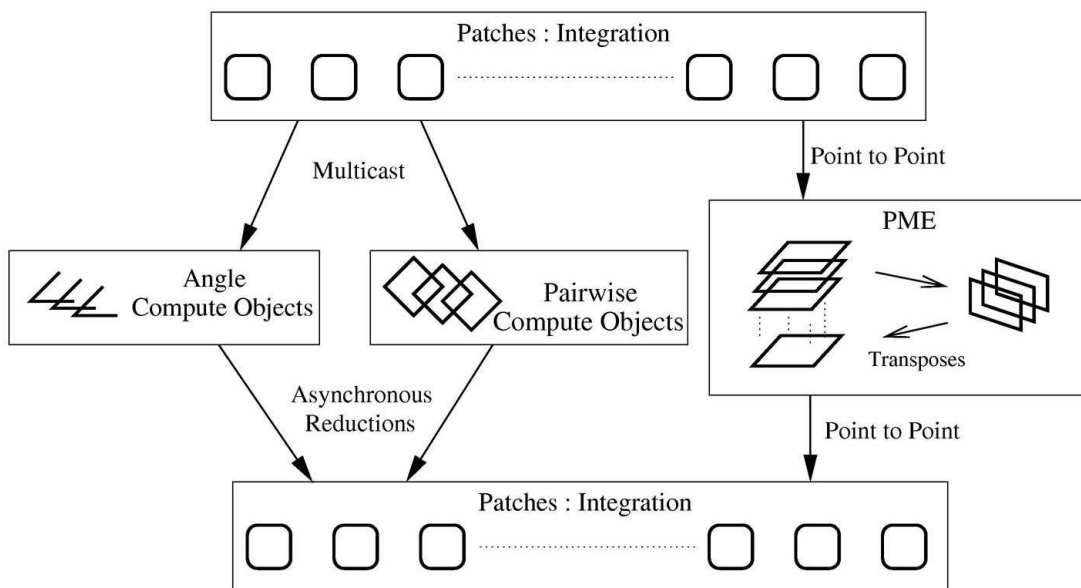 Patches : Integration
Multicast
Point to Point
PME
Angle
Compute Objects
Pairwise
Compute Objects
Transposes
Asynchronous
Reductions
Point to Point
Patches : Integration